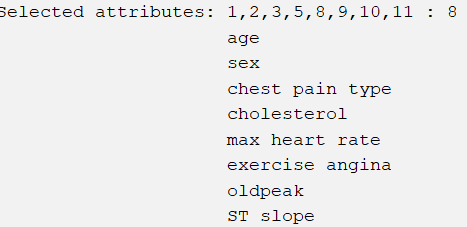 Selected attributes: 1,2,3,5,8,9,10,11 : 8
age
sex
chest pain type
cholesterol
max heart rate
exercise angina
oldpeak
ST slope